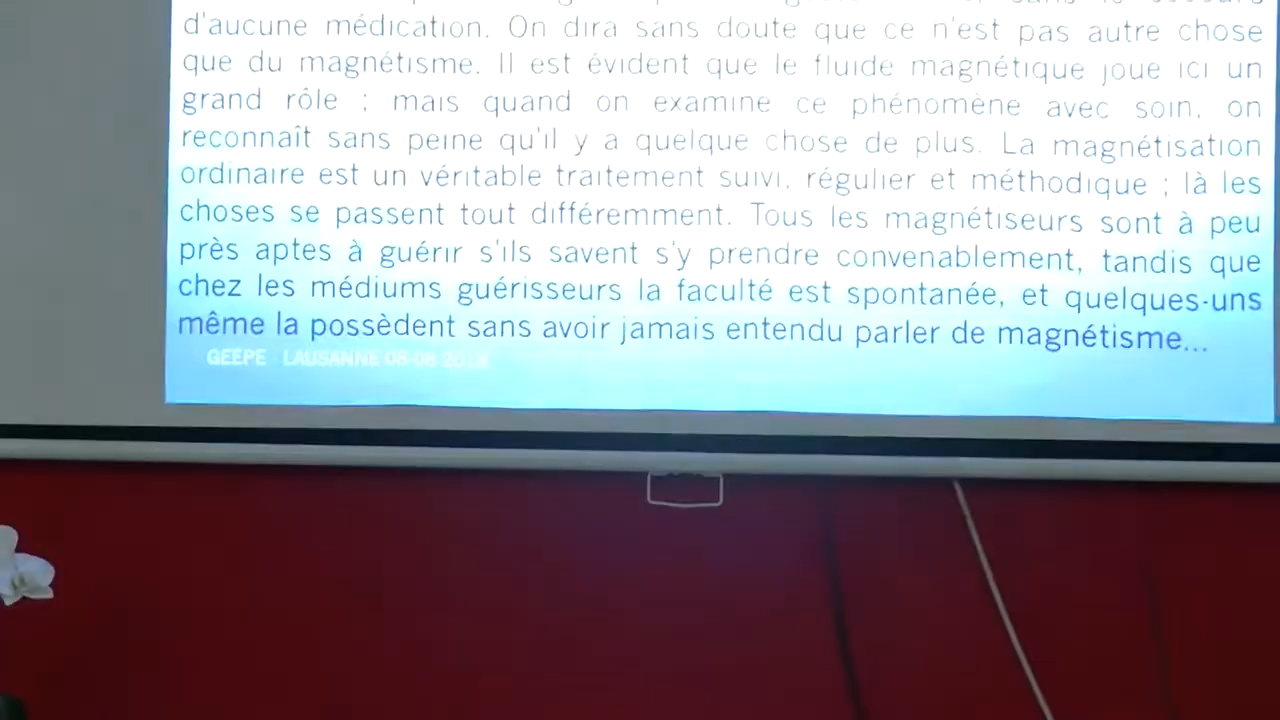 d'aucune médication. On dira sans doute que ce n'est pas autre chose
que du magnétisme. Il est évident que le fluide magnétique joue ici un
grand rôle ; mais quand on examine ce phénomène avec soin, on
reconnaît sans peine qu'il y a quelque chose de plus. La magnétisation
ordinaire est un véritable traitement suivi, régulier et méthodique ; là les
choses se passent tout différemment. Tous les magnétiseurs sont à peu
près aptes à guérir s'ils savent s'y prendre convenablement, tandis que
chez les médiums guérisseurs la faculté est spontanée, et quelques-uns
même la possèdent sans avoir jamais entendu parler de magnétisme...
GEEPE LAUSANNE 08-08-2018